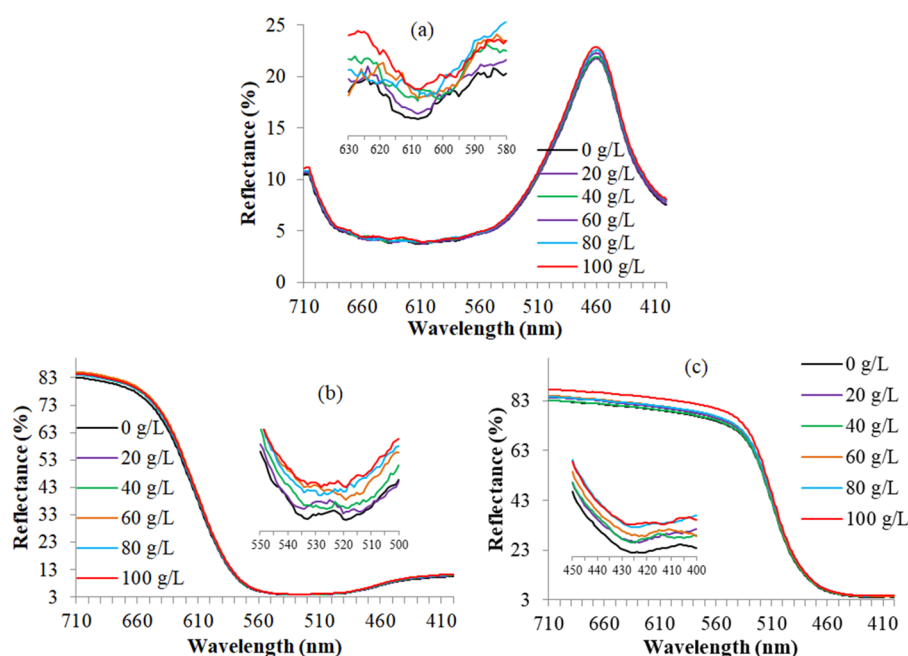 (a)
25
20
15
10
5
0
Reflectance (%)
630 620 610 600 590 580
0 g/L
20 g/L
40 g/L
60 g/L
80 g/L
100 g/L
710 660 610 560 510 460 410
Wavelength (nm)
(b)
83
73
63
53
43
33
23
13
3
Reflectance (%)
0 g/L
20 g/L
40 g/L
60 g/L
80 g/L
100 g/L
550 540 530 520 510 500
710 660 610 560 510 460 410
Wavelength (nm)
(c)
83
63
43
23
3
Reflectance (%)
0 g/L
20 g/L
40 g/L
60 g/L
80 g/L
100 g/L
450 440 430 420 410 400
710 660 610 560 510 460 410
Wavelength (nm)